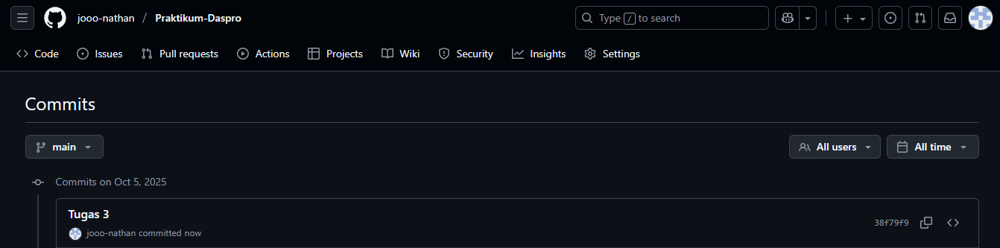 jooo-nathan / Praktikum-Daspro
Type / to search
Code Issues Pull requests Actions Projects Wiki Security Insights Settings
Commits
main All users All time
Commits on Oct 5, 2025
Tugas 3
38f79f9
jooo-nathan committed now